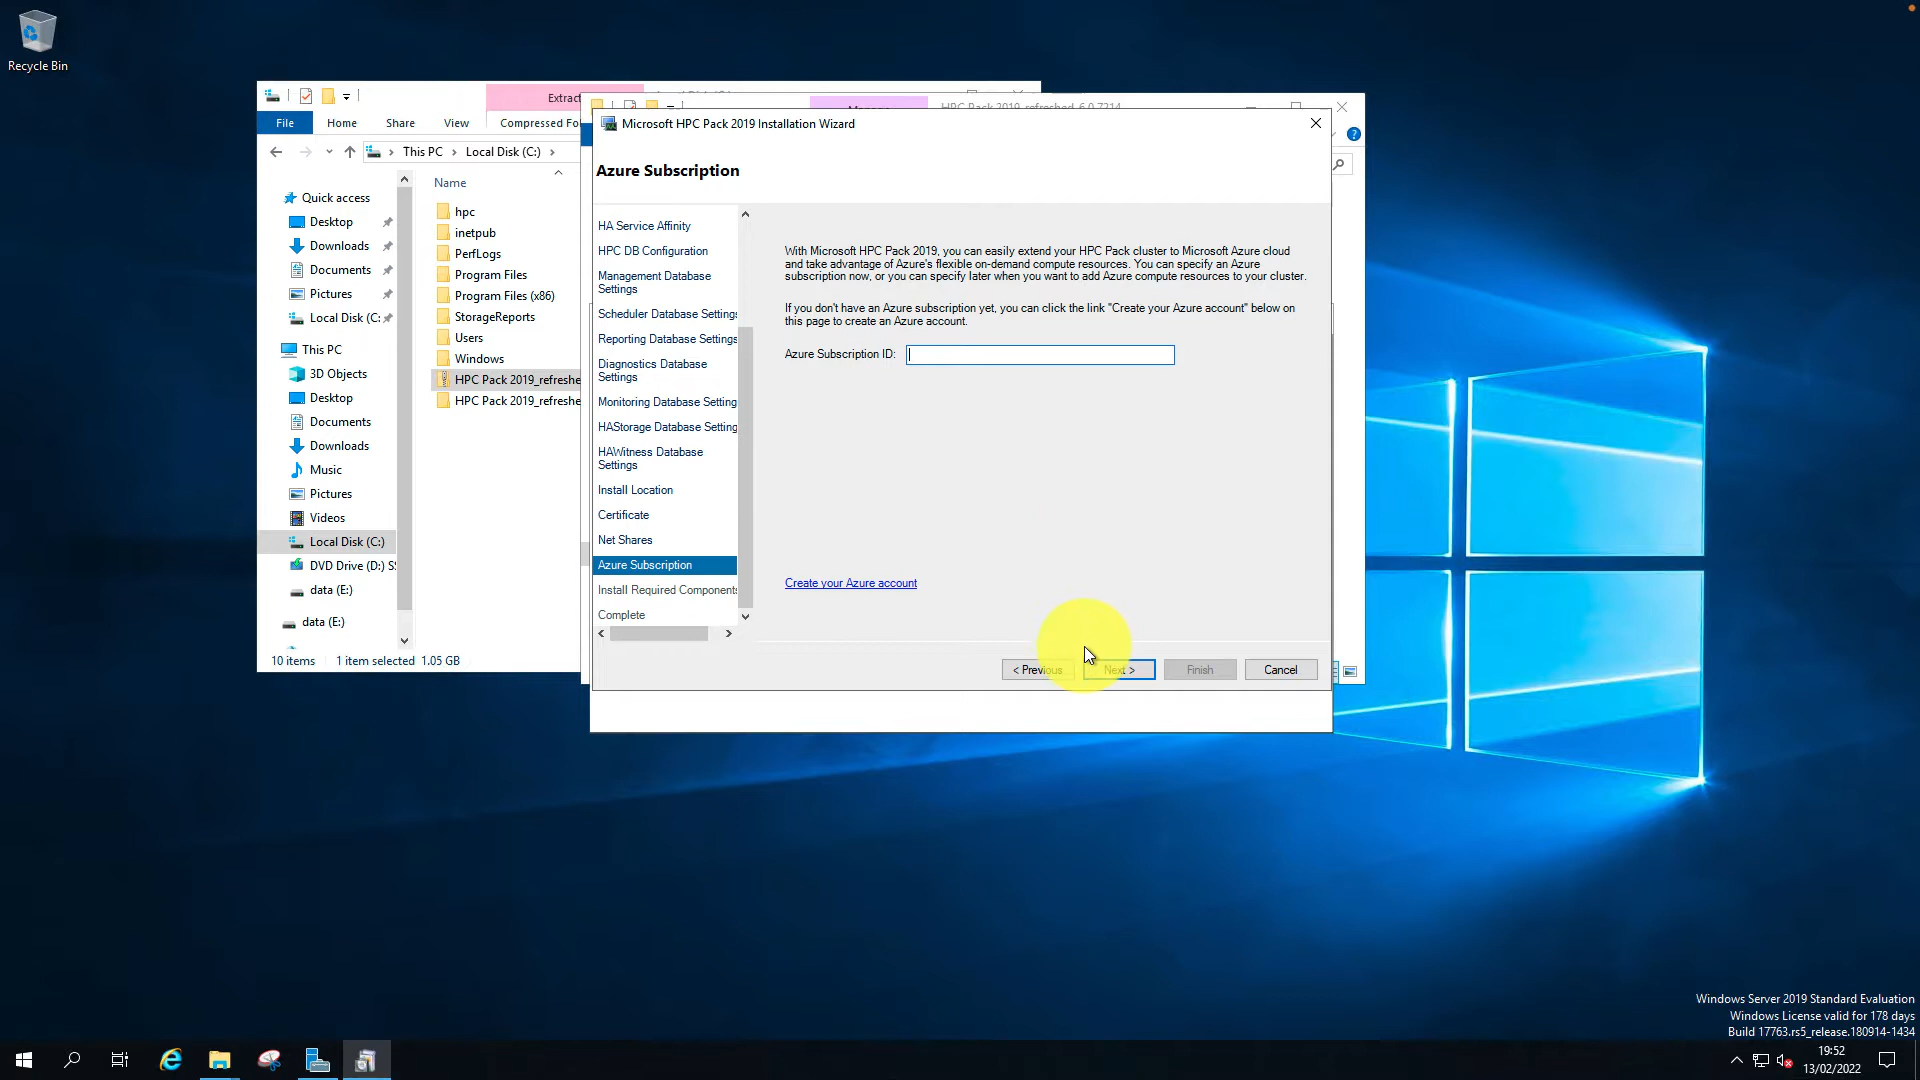 Recycle Bin
Extract
File
Home
Share
View
Compressed Fo
This PC
Local Disk (C:)
Quick access
Desktop
Downloads
Documents
Pictures
Local Disk (C:
This PC
3D Objects
Desktop
Documents
Downloads
Music
Pictures
Videos
Local Disk (C:)
DVD Drive (D:) S
data (E:)
data (E:)
Name
hpc
inetpub
PerfLogs
Program Files
Program Files (x86)
StorageReports
Users
Windows
HPC Pack 2019_refreshe
HPC Pack 2019_refreshe
10 items
1 item selected 1.05 GB
HPC Pack 2019_refreshed_6.0.7214
Microsoft HPC Pack 2019 Installation Wizard
Azure Subscription
HA Service Affinity
HPC DB Configuration
Management Database
Settings
Scheduler Database Settings
Reporting Database Settings
Diagnostics Database
Settings
Monitoring Database Setting
HAStorage Database Setting
HAWitness Database
Settings
Install Location
Certificate
Net Shares
Azure Subscription
Install Required Components
Complete
With Microsoft HPC Pack 2019, you can easily extend your HPC Pack cluster to Microsoft Azure cloud
and take advantage of Azure's flexible on-demand compute resources. You can specify an Azure
subscription now, or you can specify later when you want to add Azure compute resources to your cluster.
If you don't have an Azure subscription yet, you can click the link "Create your Azure account" below on
this page to create an Azure account.
Azure Subscription ID:
Create your Azure account
< Previous
Next >
Finish
Cancel
Windows Server 2019 Standard Evaluation
Windows License valid for 178 days
Build 17763.rs5_release.180914-1434
19:52
13/02/2022